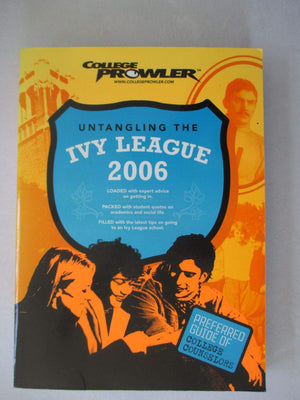 COLLEGE
PROWLER™
WWW.COLLEGEPROWLER.COM
UNTANGLING THE
IVY LEAGUE
2006
LOADED with expert advice
on getting in.
PACKED with student quotes on
academics and social life.
FILLED with the latest tips on going
to an Ivy League school.
PREFERRED
GUIDE OF
COLLEGE
COUNSELORS